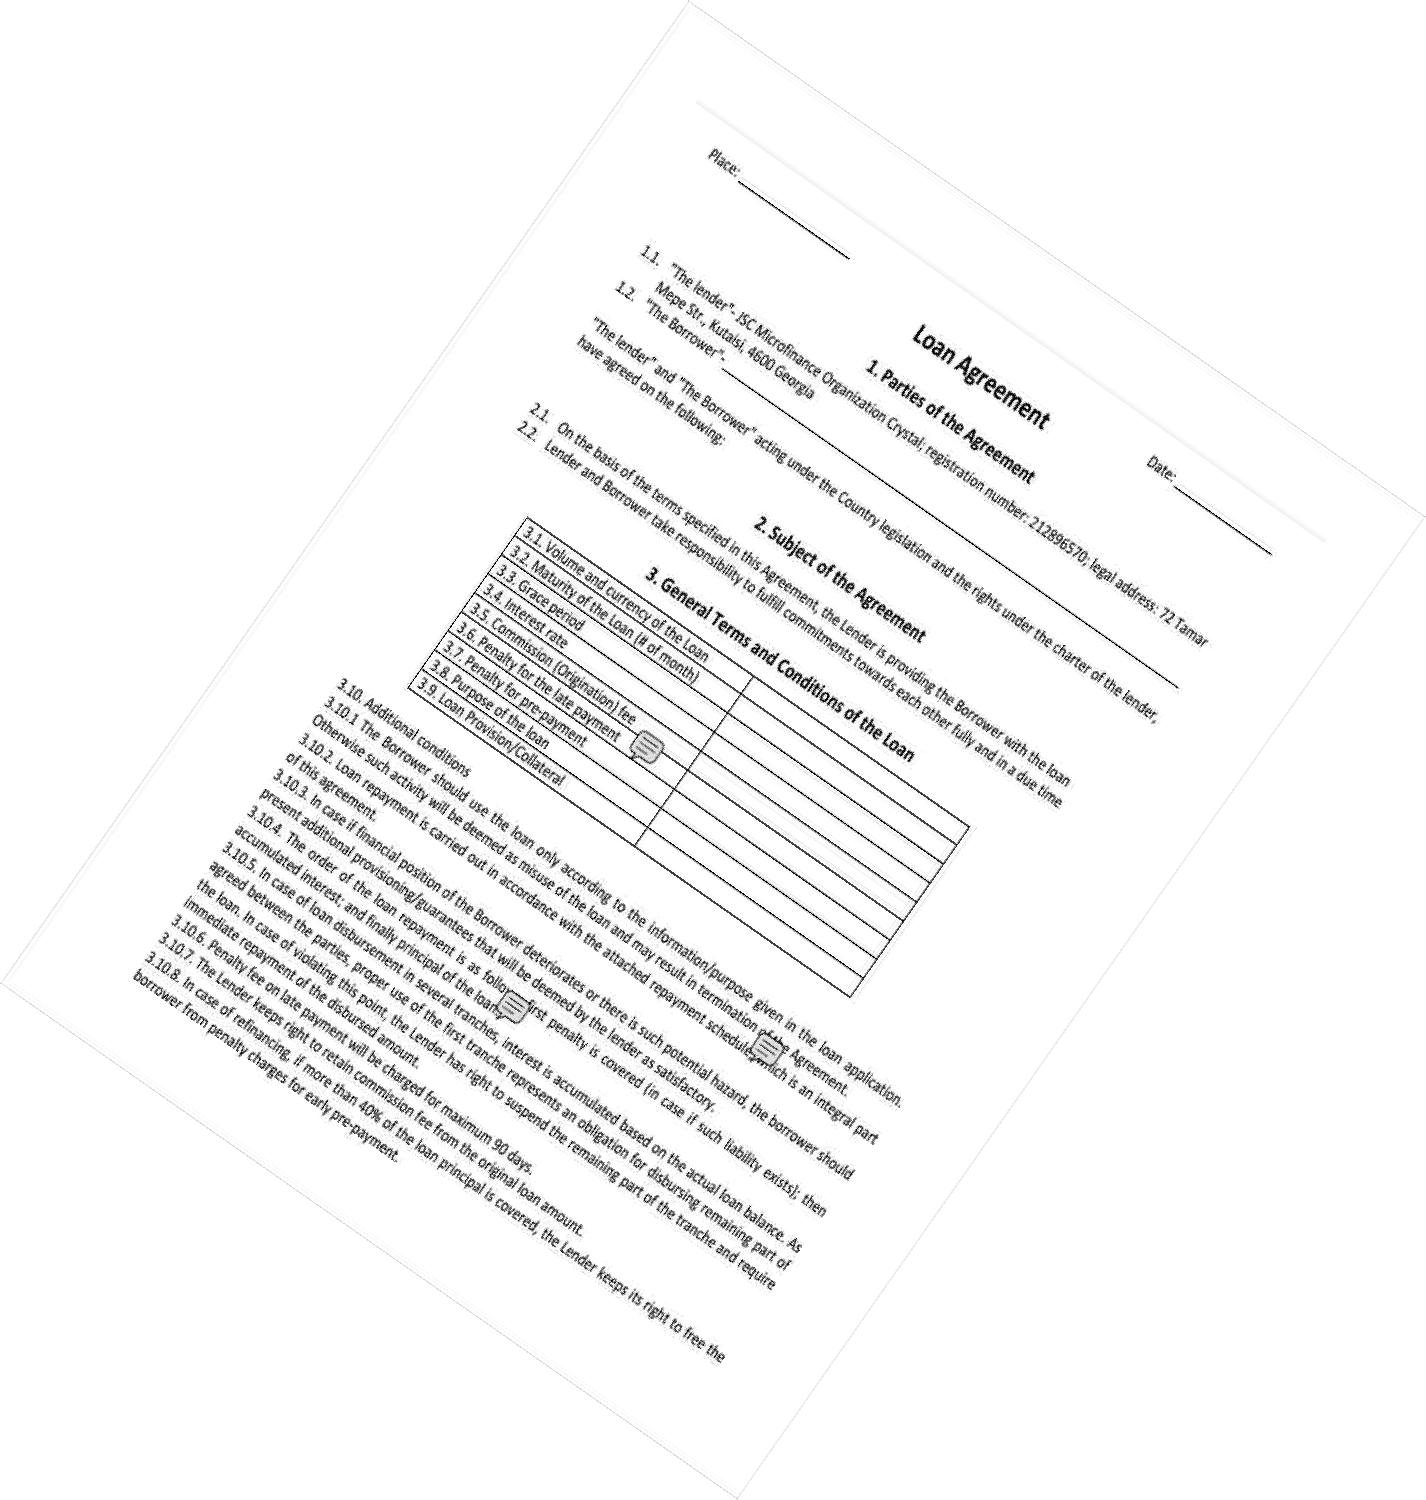 Place:
Date:
Loan Agreement
1. Parties of the Agreement
1.1. "The lender"- JSC Microfinance Organization Crystal; registration number: 212896570; legal address: 72 Tamar
Mepe Str., Kutaisi, 4600 Georgia
1.2. "The Borrower"-
"The lender" and "The Borrower" acting under the Country legislation and the rights under the charter of the lender,
have agreed on the following:
2. Subject of the Agreement
2.1. On the basis of the terms specified in this Agreement, the Lender is providing the Borrower with the loan
2.2. Lender and Borrower take responsibility to fulfill commitments towards each other fully and in a due time
3. General Terms and Conditions of the Loan
3.1. Volume and currency of the Loan
3.2. Maturity of the Loan (# of month)
3.3. Grace period
3.4. Interest rate
3.5. Commission (Origination) fee
3.6. Penalty for the late payment
3.7. Penalty for pre-payment
3.8. Purpose of the loan
3.9. Loan Provision/Collateral
3.10. Additional conditions
3.10.1 The Borrower should use the loan only according to the information/purpose given in the loan application.
Otherwise such activity will be deemed as misuse of the loan and may result in termination of the Agreement.
3.10.2. Loan repayment is carried out in accordance with the attached repayment schedule, which is an integral part
of this agreement.
3.10.3. In case if financial position of the Borrower deteriorates or there is such potential hazard, the borrower should
present additional provisioning/guarantees that will be deemed by the lender as satisfactory.
3.10.4. The order of the loan repayment is as follows: first penalty is covered (in case if such liability exists); then
accumulated interest; and finally principal of the loan.
3.10.5. In case of loan disbursement in several tranches, interest is accumulated based on the actual loan balance. As
agreed between the parties, proper use of the first tranche represents an obligation for disbursing remaining part of
the loan. In case of violating this point, the Lender has right to suspend the remaining part of the tranche and require
immediate repayment of the disbursed amount.
3.10.6. Penalty fee on late payment will be charged for maximum 90 days.
3.10.7. The Lender keeps right to retain commission fee from the original loan amount.
3.10.8. In case of refinancing, if more than 40% of the loan principal is covered, the Lender keeps its right to free the
borrower from penalty charges for early pre-payment.